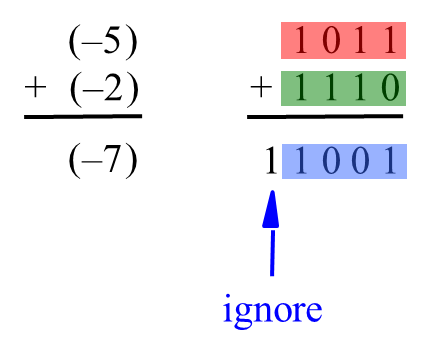 (–5) 1 0 1 1
+ (–2) + 1 1 1 0
(–7) 1 1 0 0 1
ignore